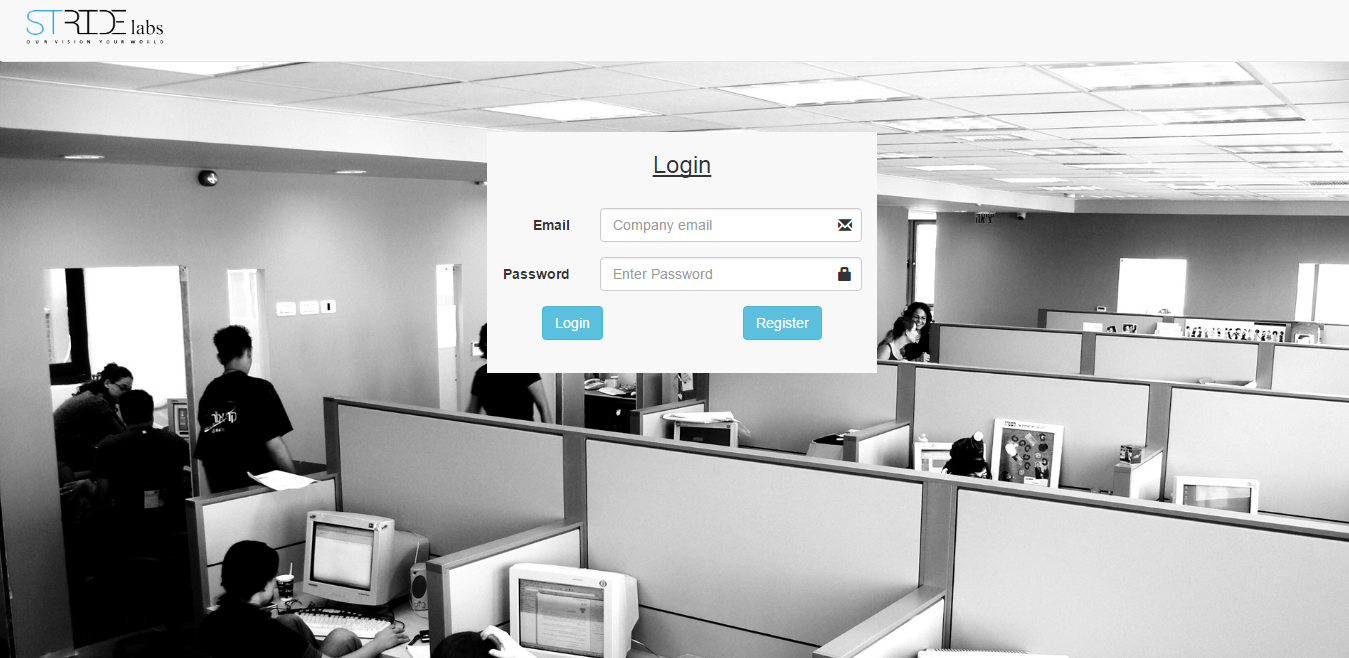 STRIDE labs
OUR VISION YOUR WORLD
Login
Email
Company email
Password
Enter Password
Login
Register